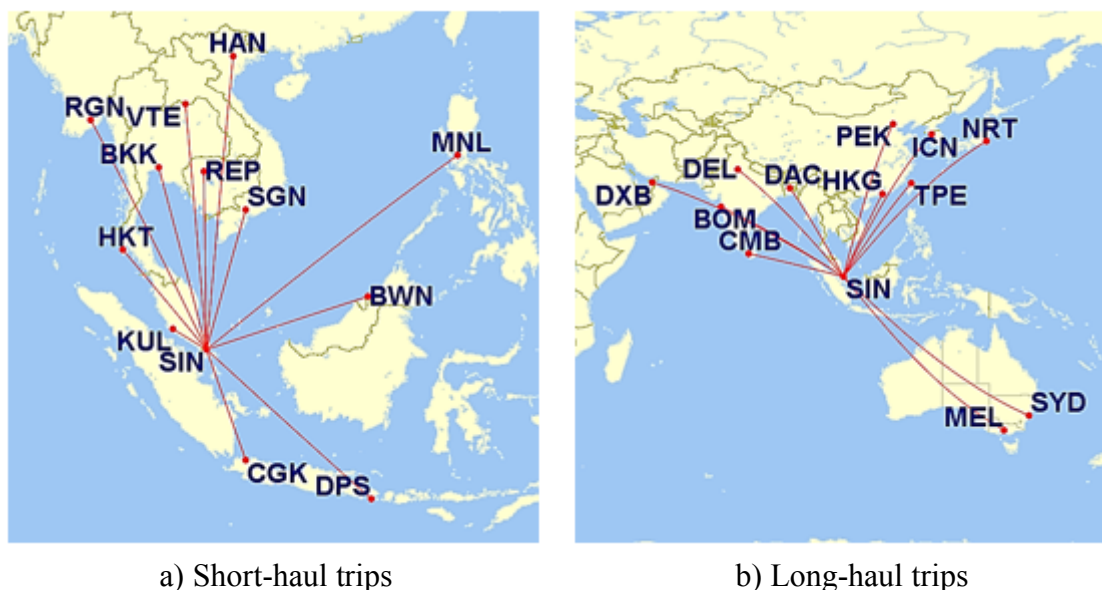 HAN
RGN
VTE
MNL
BKK
REP
SGN
HKT
BWN
KUL
SIN
CGK
DPS
a) Short-haul trips
PEK
ICN
NRT
DEL
DAC
HKG
DXB
TPE
BOM
CMB
SIN
MEL
SYD
b) Long-haul trips